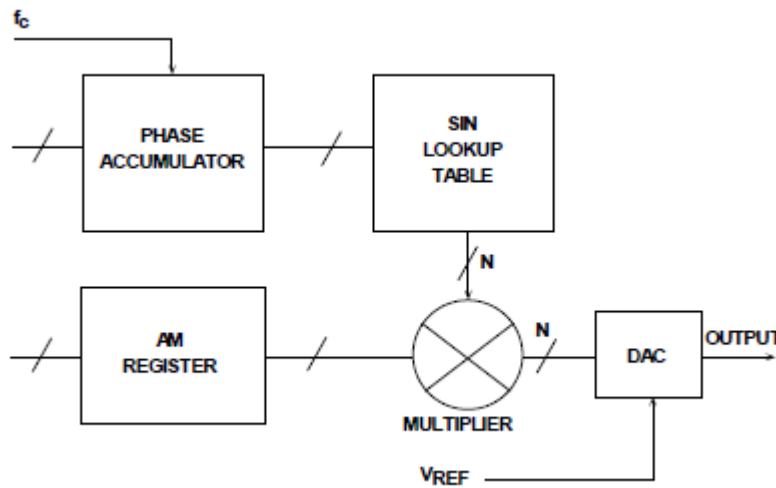 fc
PHASE
ACCUMULATOR
SIN
LOOKUP
TABLE
N
AM
REGISTER
N
DAC
OUTPUT
MULTIPLIER
VREF